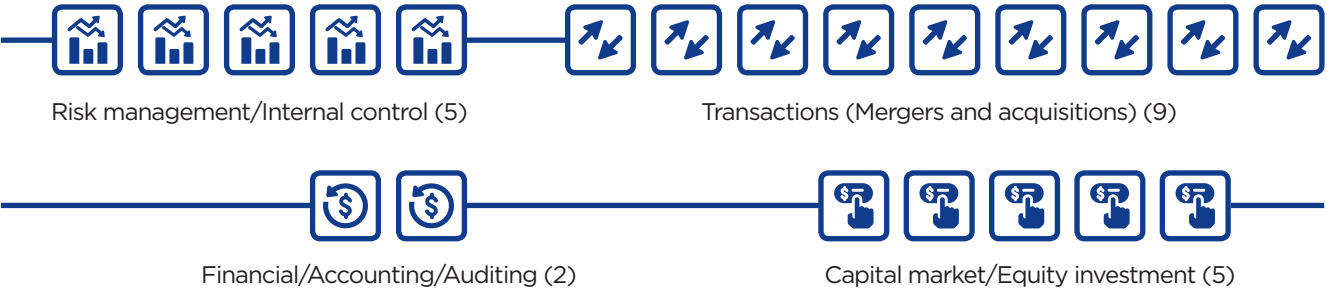 Risk management/Internal control (5)
Transactions (Mergers and acquisitions) (9)
Financial/Accounting/Auditing (2)
Capital market/Equity investment (5)